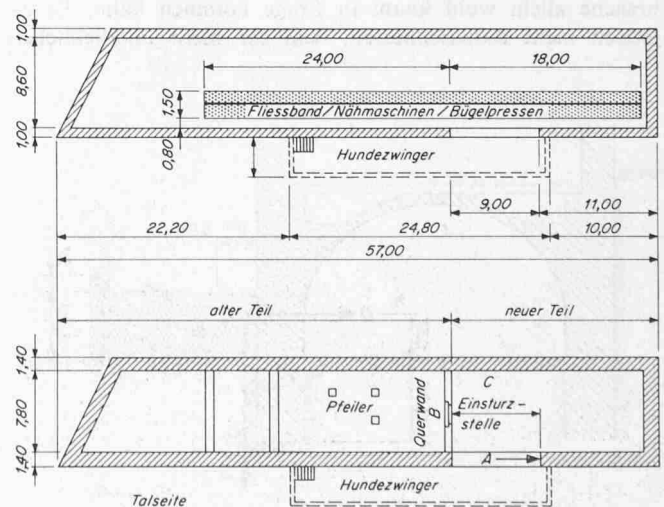 1,00
8,60
1,00
24,00
18,00
1,50
Fliessband/Nähmaschinen/Bügelpressen
0,80
Hundezwinger
9,00
11,00
22,20
24,80
10,00
57,00
alter Teil
neuer Teil
1,40
7,80
1,40
Pfeiler
Querwand
B
C
Einsturz-
stelle
A
Hundezwinger
Talseite